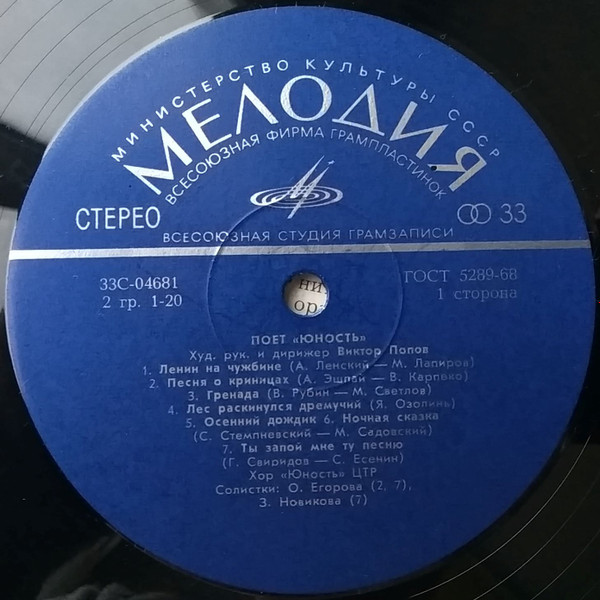 МИНИСТЕРСТВО КУЛЬТУРЫ СССР
МЕЛОДИЯ
ВСЕСОЮЗНАЯ ФИРМА ГРАМПЛАСТИНОК
СТЕРЕО
33
ВСЕСОЮЗНАЯ СТУДИЯ ГРАМЗАПИСИ
33С-04681
ГОСТ 5289-68
2 гр. 1-20
1 сторона
ни
ор
ПОЕТ «ЮНОСТЬ»
Худ. рук. и дирижер Виктор Попов
1. Ленин на чужбине (А. Ленский — М. Лапиров)
2. Песня о криницах (А. Эшпай — В. Карпеко)
3. Гренада (В. Рубин — М. Светлов)
4. Лес раскинулся дремучий (Я. Озолинь)
5. Осенний дождик 6. Ночная сказка
(С. Стемпневский — М. Садовский)
7. Ты запой мне ту песню
(Г. Свиридов — С. Есенин)
Хор «Юность» ЦТР
Солистки: О. Егорова (2, 7),
З. Новикова (7)